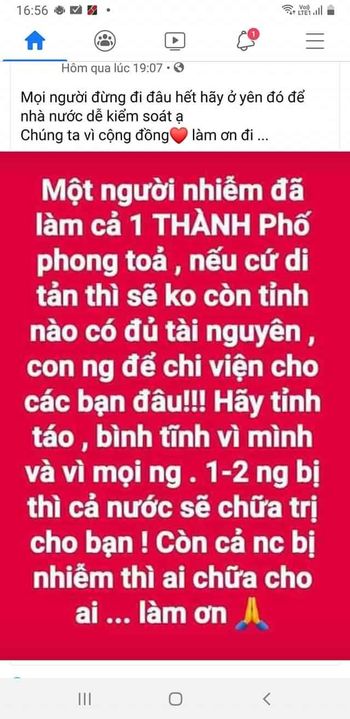 16:56
Vo))
LTE1
1
Hôm qua lúc 19:07 •
Mọi người đừng đi đâu hết hãy ở yên đó để
nhà nước dễ kiểm soát ạ
Chúng ta vì cộng đồng❤️ làm ơn đi ...
Một người nhiễm đã
làm cả 1 THÀNH Phố
phong toả , nếu cứ di
tản thì sẽ ko còn tỉnh
nào có đủ tài nguyên ,
con ng để chi viện cho
các bạn đâu!!! Hãy tỉnh
táo , bình tĩnh vì mình
và vì mọi ng . 1-2 ng bị
thì cả nước sẽ chữa trị
cho bạn ! Còn cả nc bị
nhiễm thì ai chữa cho
ai ... làm ơn 🙏